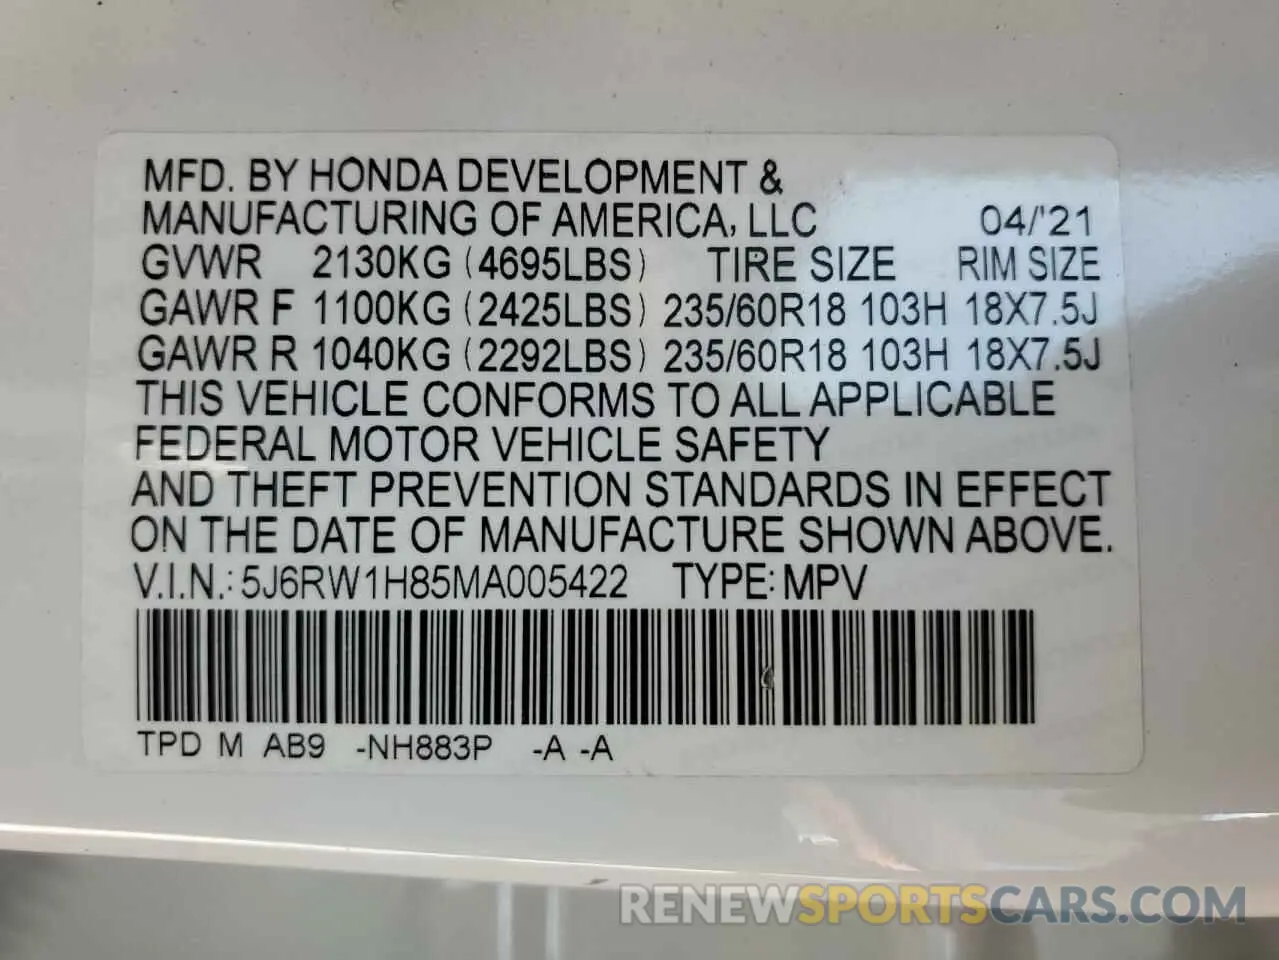 MFD. BY HONDA DEVELOPMENT &
MANUFACTURING OF AMERICA, LLC 04/'21
GVWR 2130KG (4695LBS) TIRE SIZE RIM SIZE
GAWR F 1100KG (2425LBS) 235/60R18 103H 18X7.5J
GAWR R 1040KG (2292LBS) 235/60R18 103H 18X7.5J
THIS VEHICLE CONFORMS TO ALL APPLICABLE
FEDERAL MOTOR VEHICLE SAFETY
AND THEFT PREVENTION STANDARDS IN EFFECT
ON THE DATE OF MANUFACTURE SHOWN ABOVE.
V.I.N.: 5J6RW1H85MA005422 TYPE: MPV
TPD M AB9 -NH883P -A -A
RENEWSPORTSCARS.COM